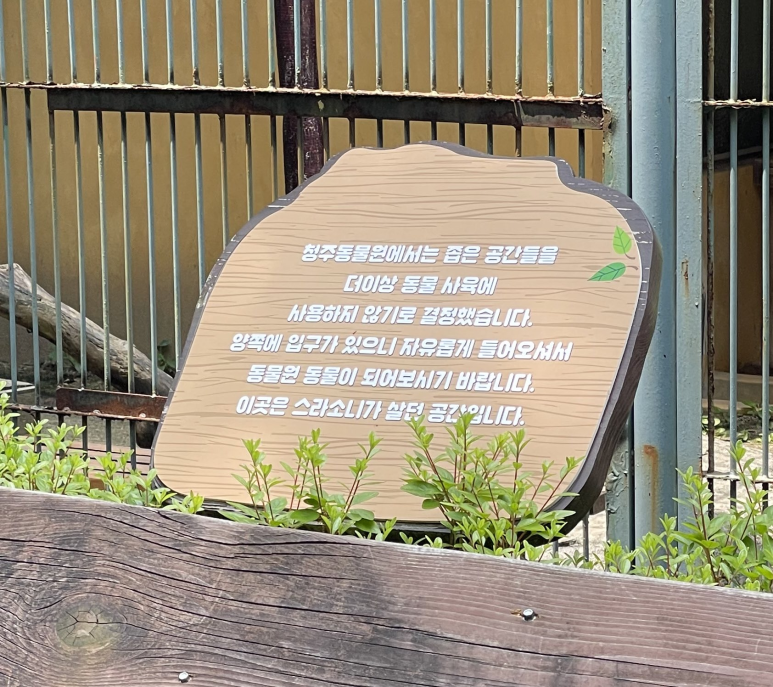 청주동물원에서는 좁은 공간들을
더이상 동물 사육에
사용하지 않기로 결정했습니다.
양쪽에 입구가 있으니 자유롭게 들어오셔서
동물원 동물이 되어보시기 바랍니다.
이곳은 스라소니가 살던 공간입니다.